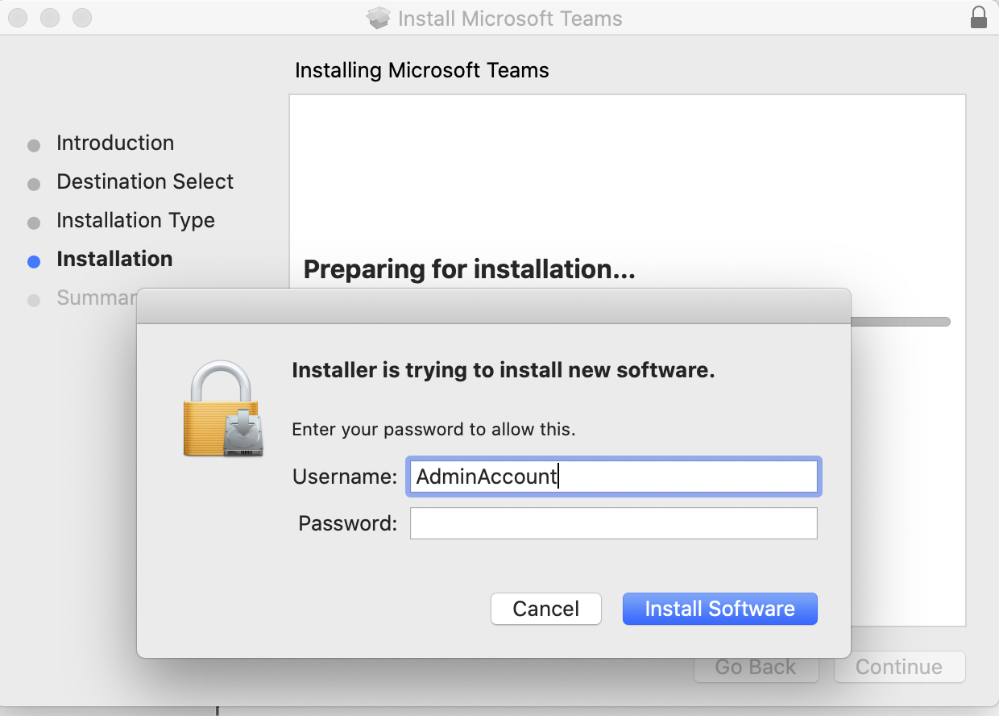 Install Microsoft Teams
Installing Microsoft Teams
Introduction
Destination Select
Installation Type
Installation
Summar
Preparing for installation...
Installer is trying to install new software.
Enter your password to allow this.
Username: AdminAccount
Password:
Cancel
Install Software
Go Back
Continue